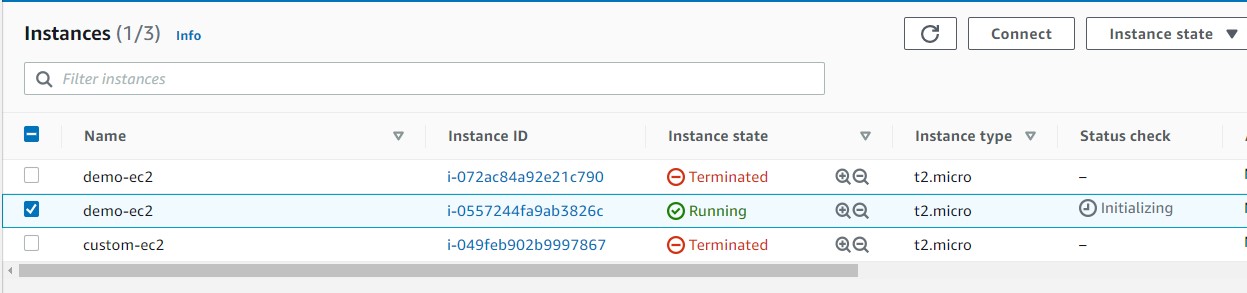 Instances (1/3) Info Connect Instance state
Filter instances
Name Instance ID Instance state Instance type Status check
demo-ec2 i-072ac84a92e21c790 Terminated t2.micro –
demo-ec2 i-0557244fa9ab3826c Running t2.micro Initializing
custom-ec2 i-049feb902b9997867 Terminated t2.micro –